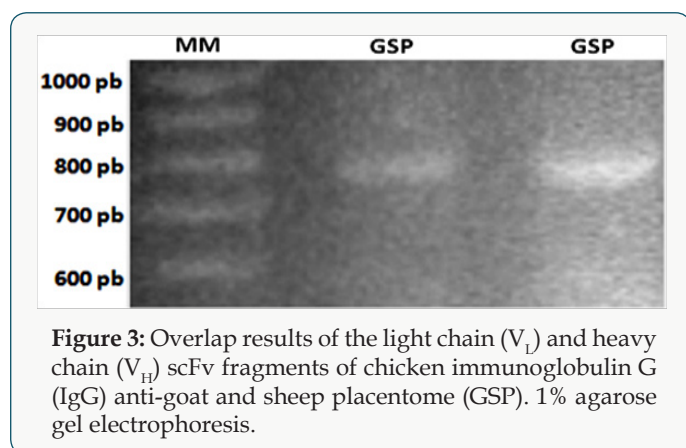 MM GSP GSP
1000 pb
900 pb
800 pb
700 pb
600 pb
Figure 3: Overlap results of the light chain (V_L) and heavy
chain (V_H) scFv fragments of chicken immunoglobulin G
(IgG) anti-goat and sheep placentome (GSP). 1% agarose
gel electrophoresis.